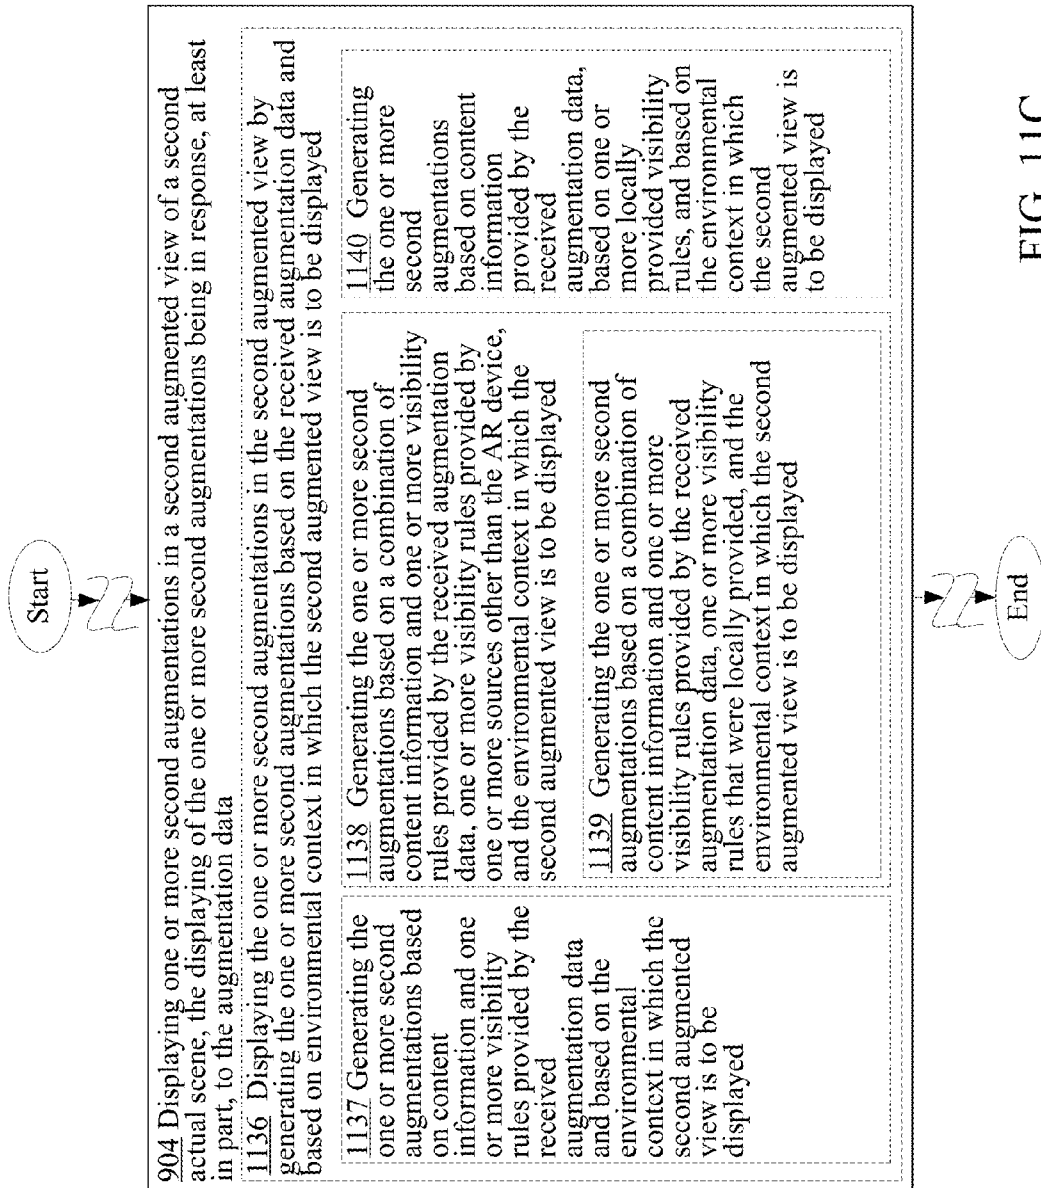 Start
904 Displaying one or more second augmentations in a second augmented view of a second
actual scene, the displaying of the one or more second augmentations being in response, at least
in part, to the augmentation data
1136 Displaying the one or more second augmentations in the second augmented view by
generating the one or more second augmentations based on the received augmentation data and
based on environmental context in which the second augmented view is to be displayed
1137 Generating the
one or more second
augmentations based
on content
information and one
or more visibility
rules provided by the
received
augmentation data
and based on the
environmental
context in which the
second augmented
view is to be
displayed
1138 Generating the one or more second
augmentations based on a combination of
content information and one or more visibility
rules provided by the received augmentation
data, one or more visibility rules provided by
one or more sources other than the AR device,
and the environmental context in which the
second augmented view is to be displayed
1139 Generating the one or more second
augmentations based on a combination of
content information and one or more
visibility rules provided by the received
augmentation data, one or more visibility
rules that were locally provided, and the
environmental context in which the second
augmented view is to be displayed
1140 Generating
the one or more
second
augmentations
based on content
information
provided by the
received
augmentation data,
based on one or
more locally
provided visibility
rules, and based on
the environmental
context in which
the second
augmented view is
to be displayed
End
FIG. 11C